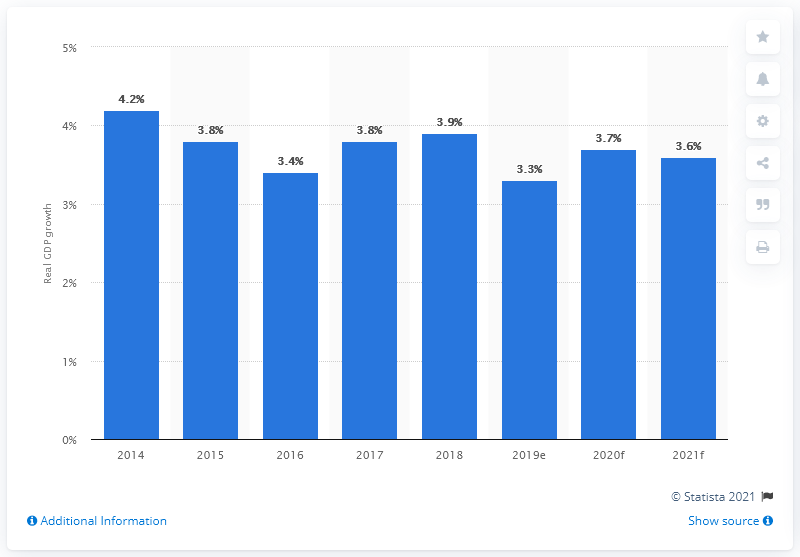 5%
4%
3%
2%
1%
0%
Real GDP growth
4.2%
3.8%
3.4%
3.8%
3.9%
3.3%
3.7%
3.6%
2014
2015
2016
2017
2018
2019e
2020f
2021f
© Statista 2021
Additional Information
Show source